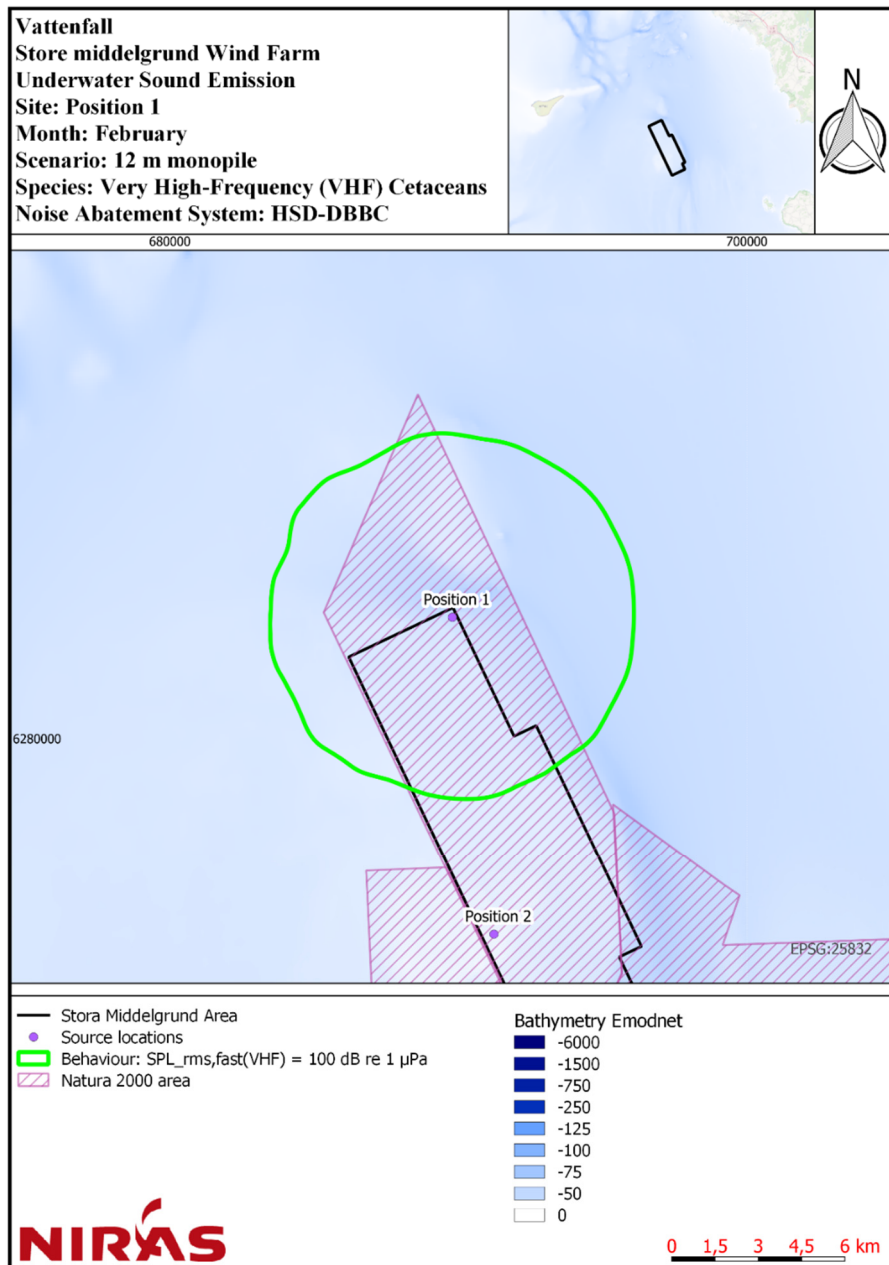 Vattenfall
Store middelgrund Wind Farm
Underwater Sound Emission
Site: Position 1
Month: February
Scenario: 12 m monopile
Species: Very High-Frequency (VHF) Cetaceans
Noise Abatement System: HSD-DBBC
N
680000
700000
Position 1
6280000
Position 2
EPSG:25832
Stora Middelgrund Area
Source locations
Behaviour: SPL_rms,fast(VHF) = 100 dB re 1 µPa
Natura 2000 area
Bathymetry Emodnet
-6000
-1500
-750
-250
-125
-100
-75
-50
0
NIRAS
0 1,5 3 4,5 6 km